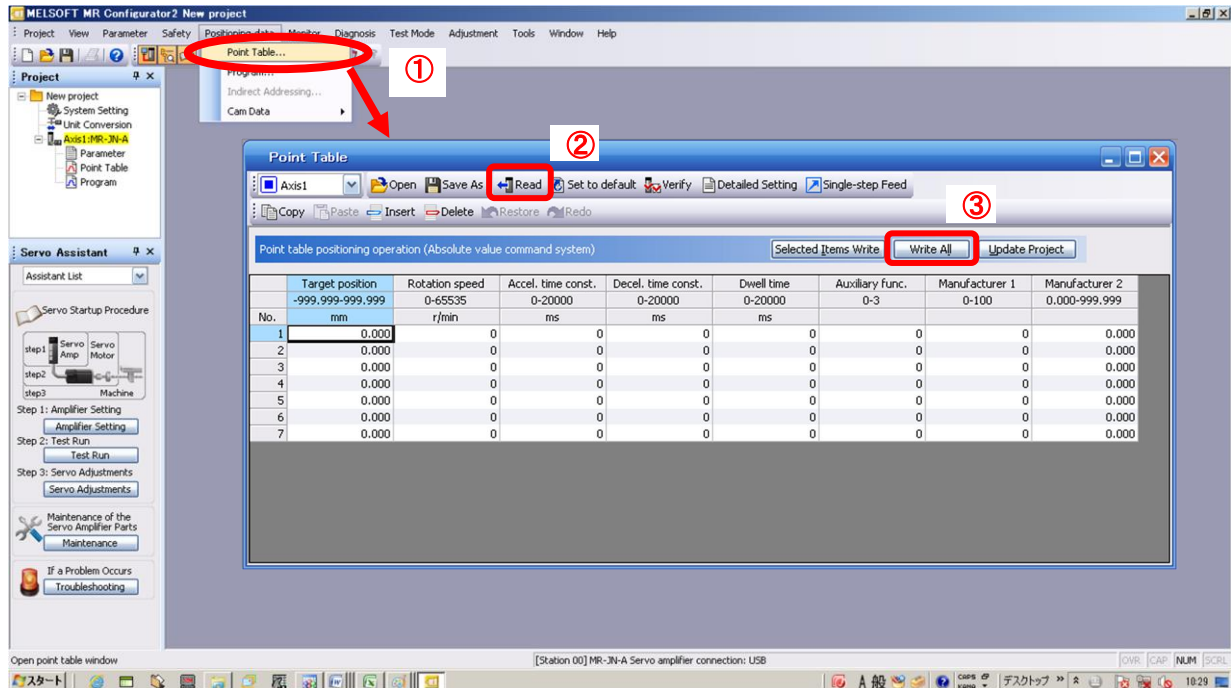 MELSOFT MR Configurator2 New project
Project View Parameter Safety Positioning data Monitor Diagnosis Test Mode Adjustment Tools Window Help
Point Table...
①
Program...
Indirect Addressing...
Cam Data
Project
New project
System Setting
Unit Conversion
Axis1:MR-JN-A
Parameter
Point Table
Program
②
Point Table
Axis1 Open Save As Read Set to default Verify Detailed Setting Single-step Feed
Copy Paste Insert Delete Restore Redo
③
Point table positioning operation (Absolute value command system) Selected Items Write Write All Update Project
Target position Rotation speed Accel. time const. Decel. time const. Dwell time Auxiliary func. Manufacturer 1 Manufacturer 2
-999.999-999.999 0-65535 0-20000 0-20000 0-20000 0-3 0-100 0.000-999.999
No. mm r/min ms ms ms
1 0.000 0 0 0 0 0 0 0.000
2 0.000 0 0 0 0 0 0 0.000
3 0.000 0 0 0 0 0 0 0.000
4 0.000 0 0 0 0 0 0 0.000
5 0.000 0 0 0 0 0 0 0.000
6 0.000 0 0 0 0 0 0 0.000
7 0.000 0 0 0 0 0 0 0.000
Servo Assistant
Assistant List
Servo Startup Procedure
step1 Servo Amp Servo Motor
step2
step3 Machine
Step 1: Amplifier Setting
Amplifier Setting
Step 2: Test Run
Test Run
Step 3: Servo Adjustments
Servo Adjustments
Maintenance of the
Servo Amplifier Parts
Maintenance
If a Problem Occurs
Troubleshooting
Open point table window [Station 00] MR-JN-A Servo amplifier connection: USB OVR CAP NUM SCRL
スタート A 般 CAPS KANA デスクトップ » 10:29